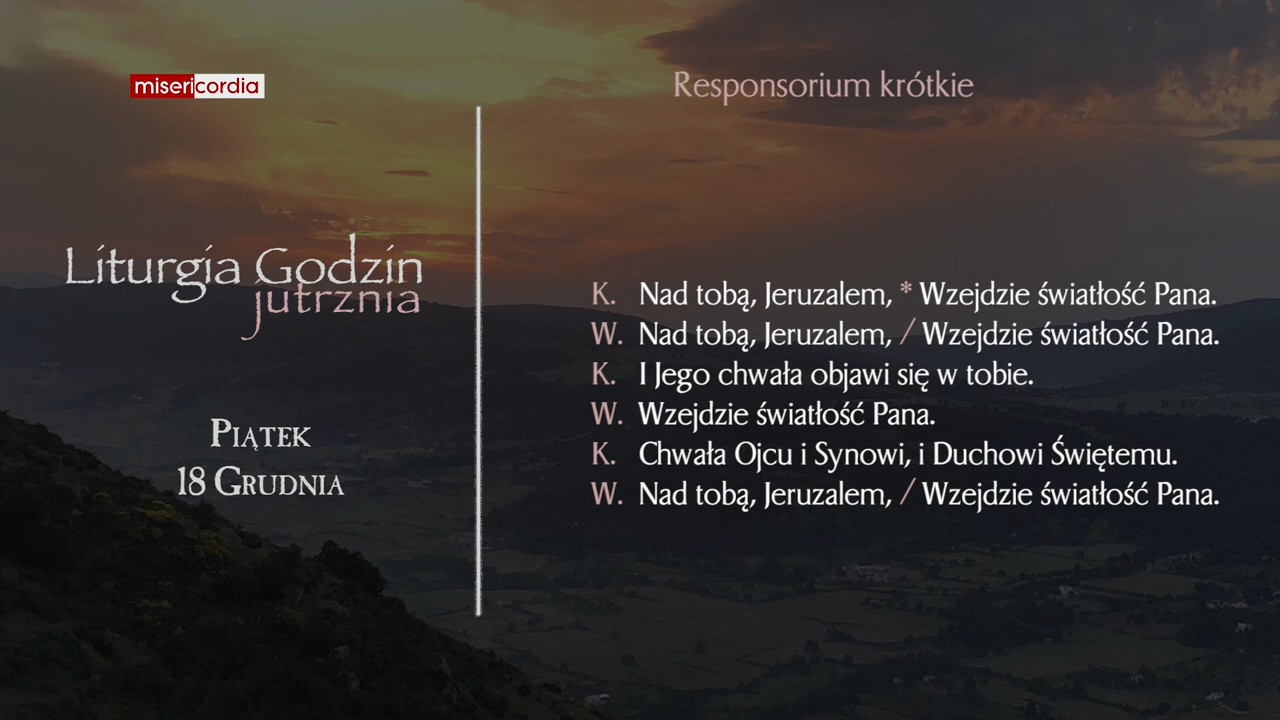 misericordia
Liturgia Godzin
jutrznia
Piątek
18 Grudnia
Responsorium krótkie
K. Nad tobą, Jeruzalem, * Wzejdzie światłość Pana.
W. Nad tobą, Jeruzalem, / Wzejdzie światłość Pana.
K. I Jego chwała objawi się w tobie.
W. Wzejdzie światłość Pana.
K. Chwała Ojcu i Synowi, i Duchowi Świętemu.
W. Nad tobą, Jeruzalem, / Wzejdzie światłość Pana.